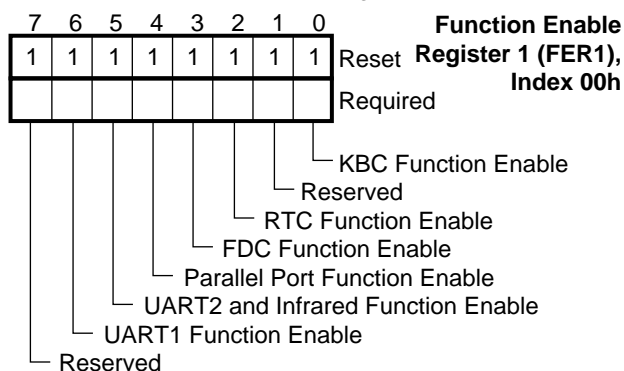 7 6 5 4 3 2 1 0
Function Enable
Register 1 (FER1),
Index 00h
1 1 1 1 1 1 1 1 Reset
Required
KBC Function Enable
Reserved
RTC Function Enable
FDC Function Enable
Parallel Port Function Enable
UART2 and Infrared Function Enable
UART1 Function Enable
Reserved